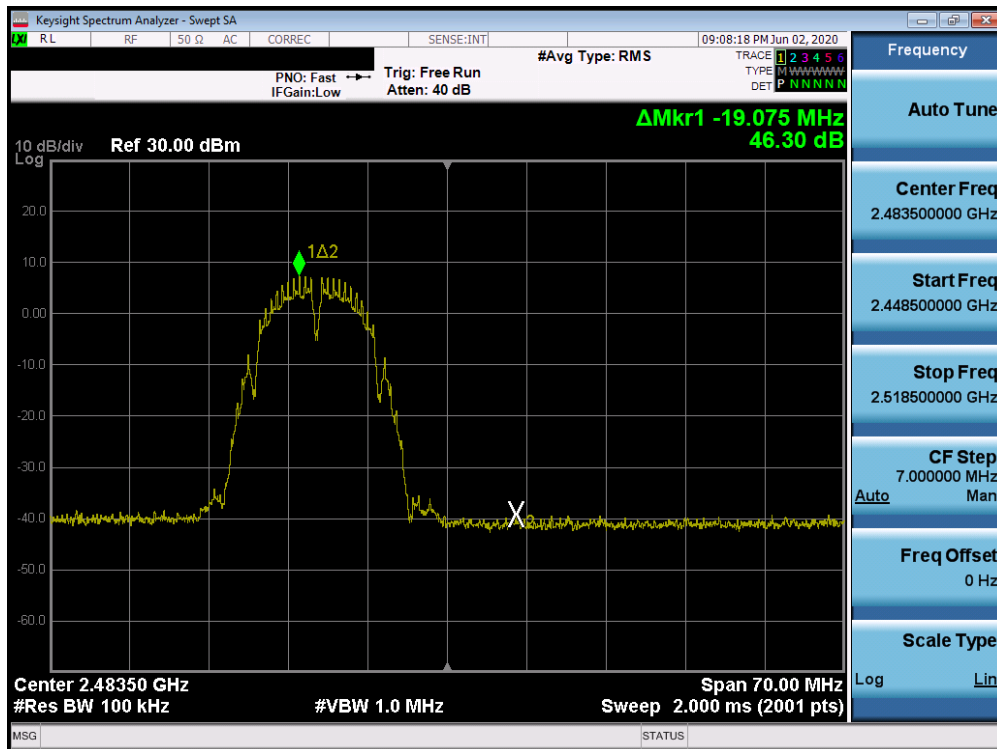 Keysight Spectrum Analyzer - Swept SA
LXI RL RF 50 Ω AC CORREC SENSE:INT 09:08:18 PM Jun 02, 2020
#Avg Type: RMS TRACE 1 2 3 4 5 6
PNO: Fast Trig: Free Run TYPE M WWWWW
IFGain:Low Atten: 40 dB DET P N N N N N
ΔMkr1 -19.075 MHz
46.30 dB
10 dB/div Ref 30.00 dBm
Log
20.0
1Δ2
10.0
0.00
-10.0
-20.0
-30.0
-40.0
-50.0
-60.0
Center 2.48350 GHz Span 70.00 MHz
#Res BW 100 kHz #VBW 1.0 MHz Sweep 2.000 ms (2001 pts)
MSG STATUS
Frequency
Auto Tune
Center Freq
2.483500000 GHz
Start Freq
2.448500000 GHz
Stop Freq
2.518500000 GHz
CF Step
7.000000 MHz
Auto Man
Freq Offset
0 Hz
Scale Type
Log Lin